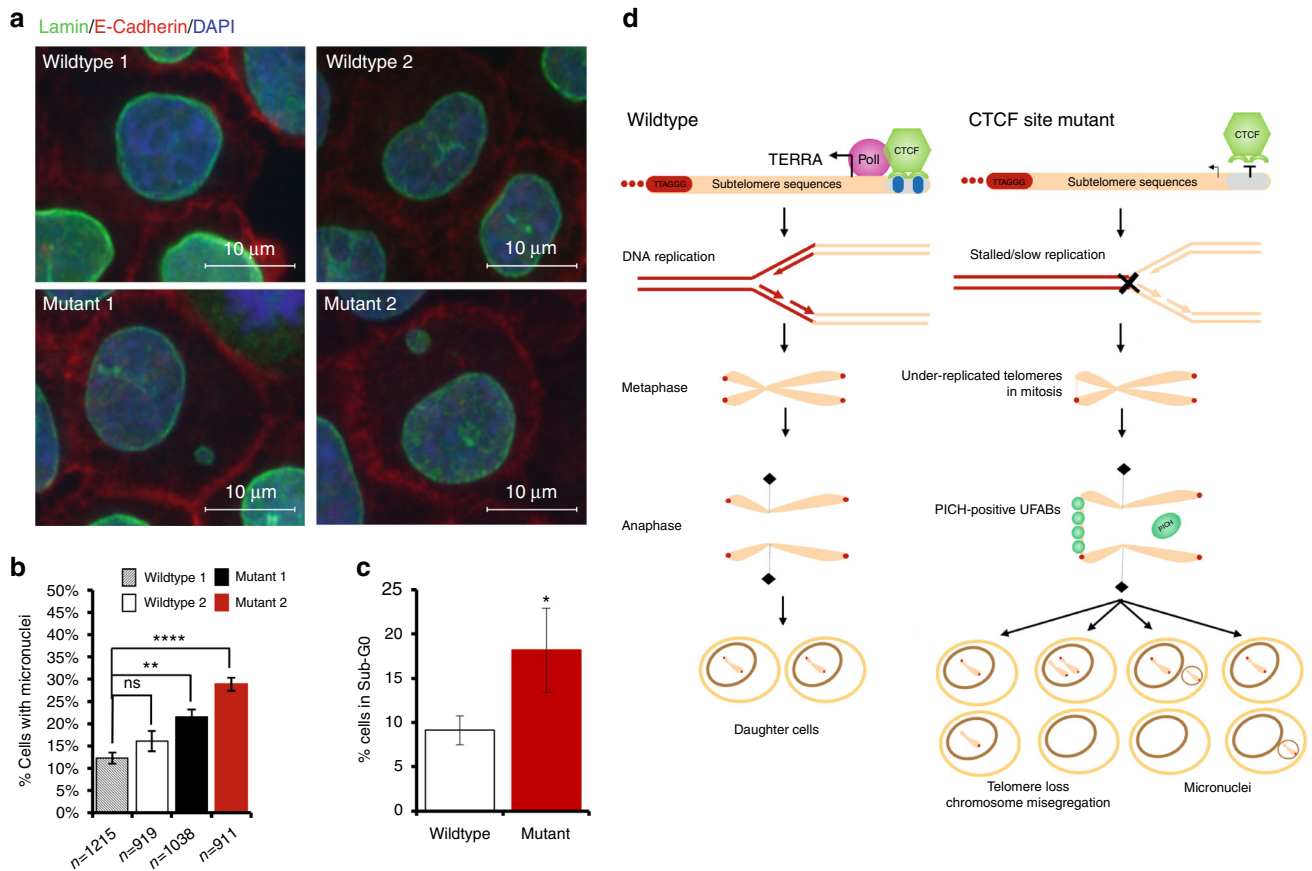 a
Lamin/E-Cadherin/DAPI
Wildtype 1
10 µm
Wildtype 2
10 µm
Mutant 1
10 µm
Mutant 2
10 µm
b
% Cells with micronuclei
50%
45%
40%
35%
30%
25%
20%
15%
10%
5%
0%
Wildtype 1
Mutant 1
Wildtype 2
Mutant 2
****
**
ns
n=1215
n=919
n=1038
n=911
c
% cells in Sub-G0
25
20
15
10
5
0
*
Wildtype
Mutant
d
Wildtype
TERRA
PolI
CTCF
TTAGGG
Subtelomere sequences
DNA replication
Metaphase
Anaphase
Daughter cells
CTCF site mutant
CTCF
TTAGGG
Subtelomere sequences
Stalled/slow replication
Under-replicated telomeres
in mitosis
PICH-positive UFABs
PICH
Telomere loss
chromosome misegregation
Micronuclei